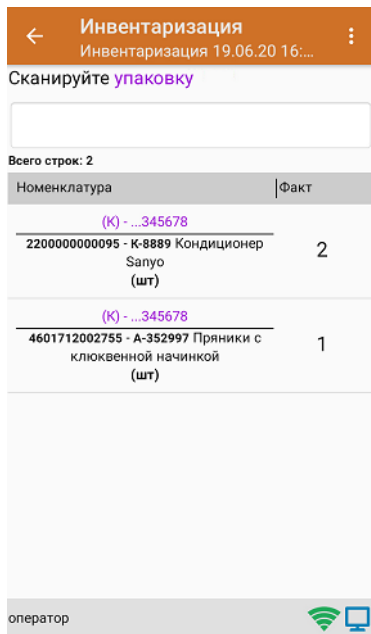 Инвентаризация
Инвентаризация 19.06.20 16:...
Сканируйте упаковку
Всего строк: 2
Номенклатура Факт
(К) - ...345678
2200000000095 - К-8889 Кондиционер
Sanyo
(шт)
2
(К) - ...345678
4601712002755 - А-352997 Пряники с
клюквенной начинкой
(шт)
1
оператор